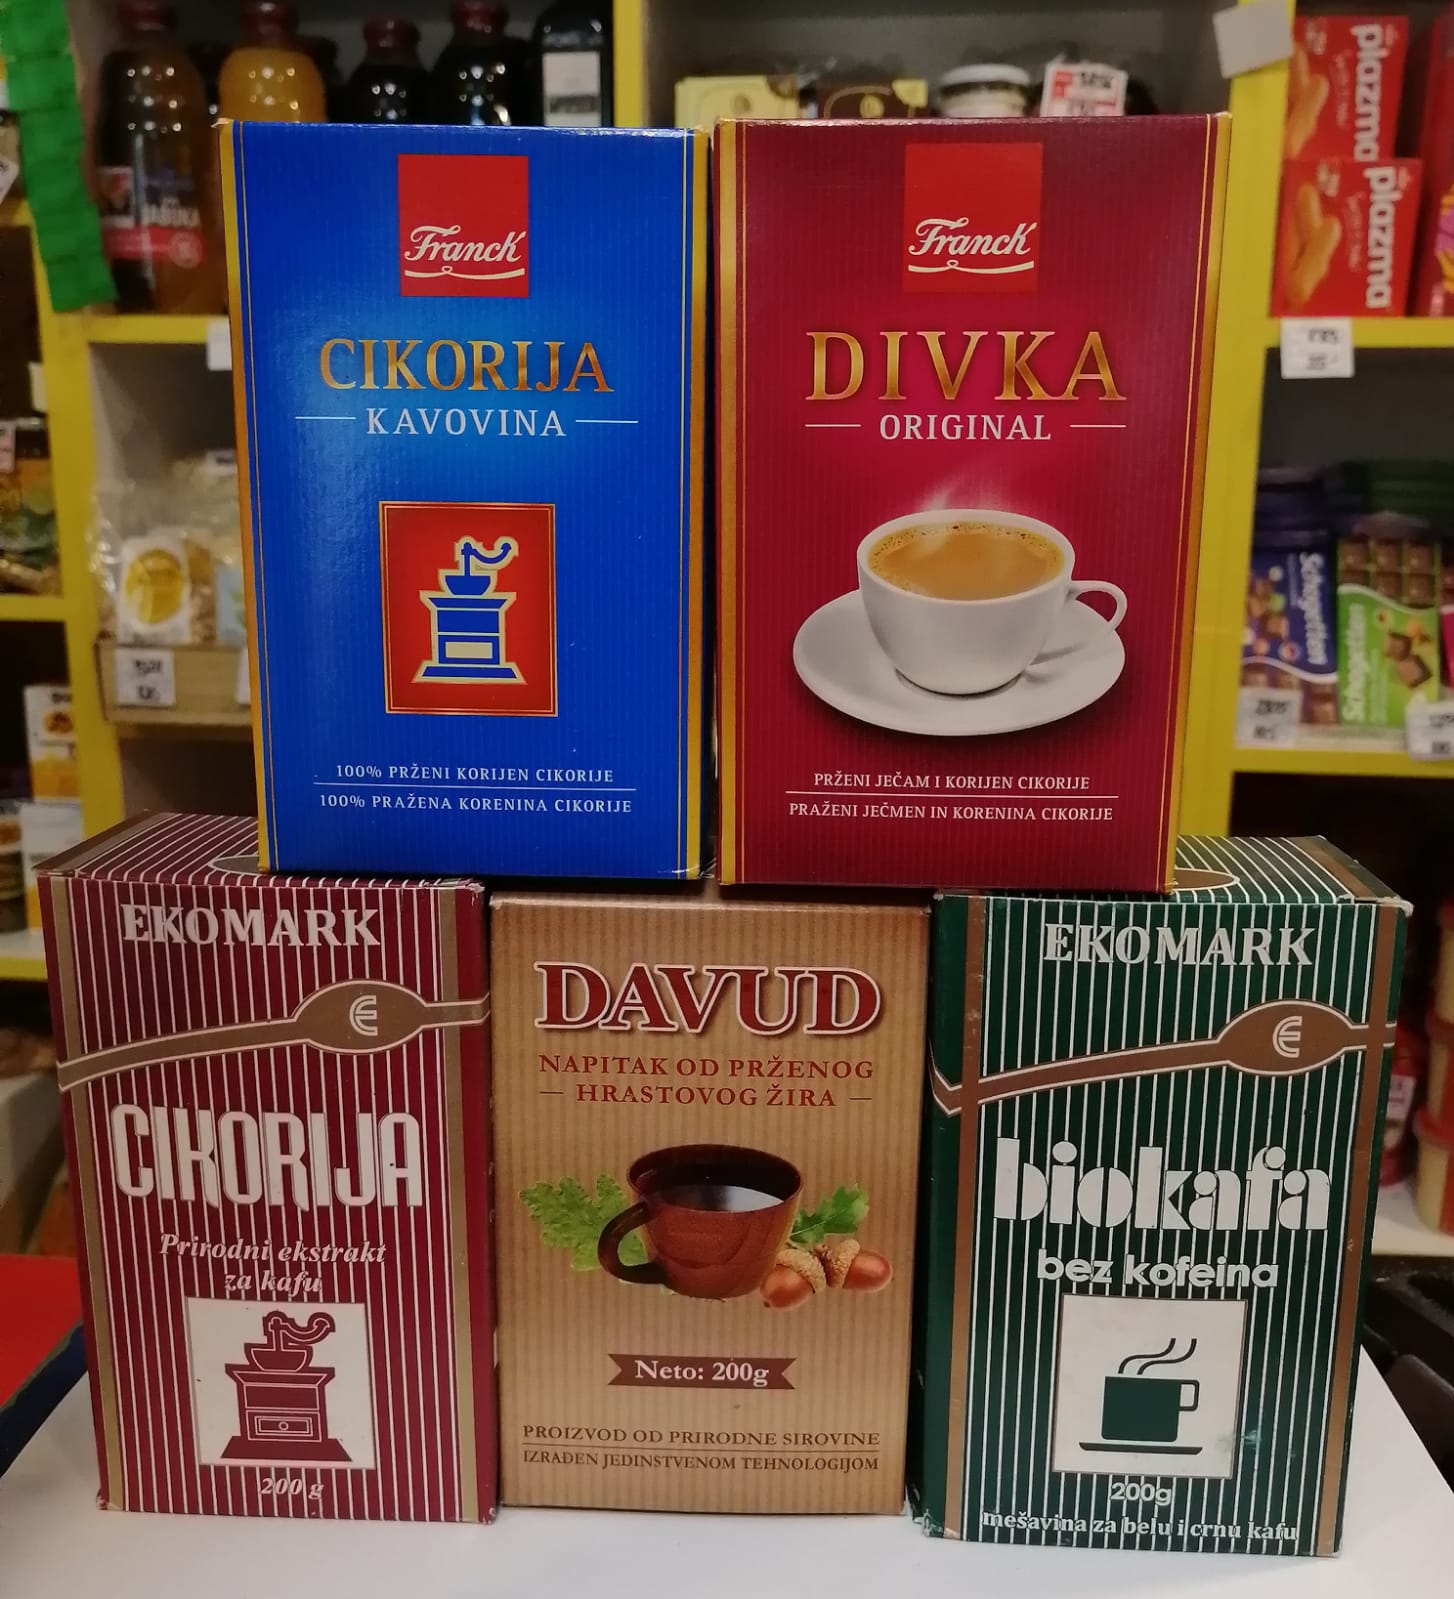 Franck
CIKORIJA
KAVOVINA
100% PRŽENI KORIJEN CIKORIJE
100% PRAŽENA KORENINA CIKORIJE
Franck
DIVKA
ORIGINAL
PRŽENI JEČAM I KORIJEN CIKORIJE
PRAŽENI JEČMEN IN KORENINA CIKORIJE
EKOMARK
CIKORIJA
Prirodni ekstrakt
za kafu
200 g
DAVUD
NAPITAK OD PRŽENOG
HRASTOVOG ŽIRA
Neto: 200g
PROIZVOD OD PRIRODNE SIROVINE
IZRAĐEN JEDINSTVENOM TEHNOLOGIJOM
EKOMARK
biokafa
bez kofeina
200g
mešavina za belu i crnu kafu
plazma
plazma
Schogetten
Schogetten
JABUKA